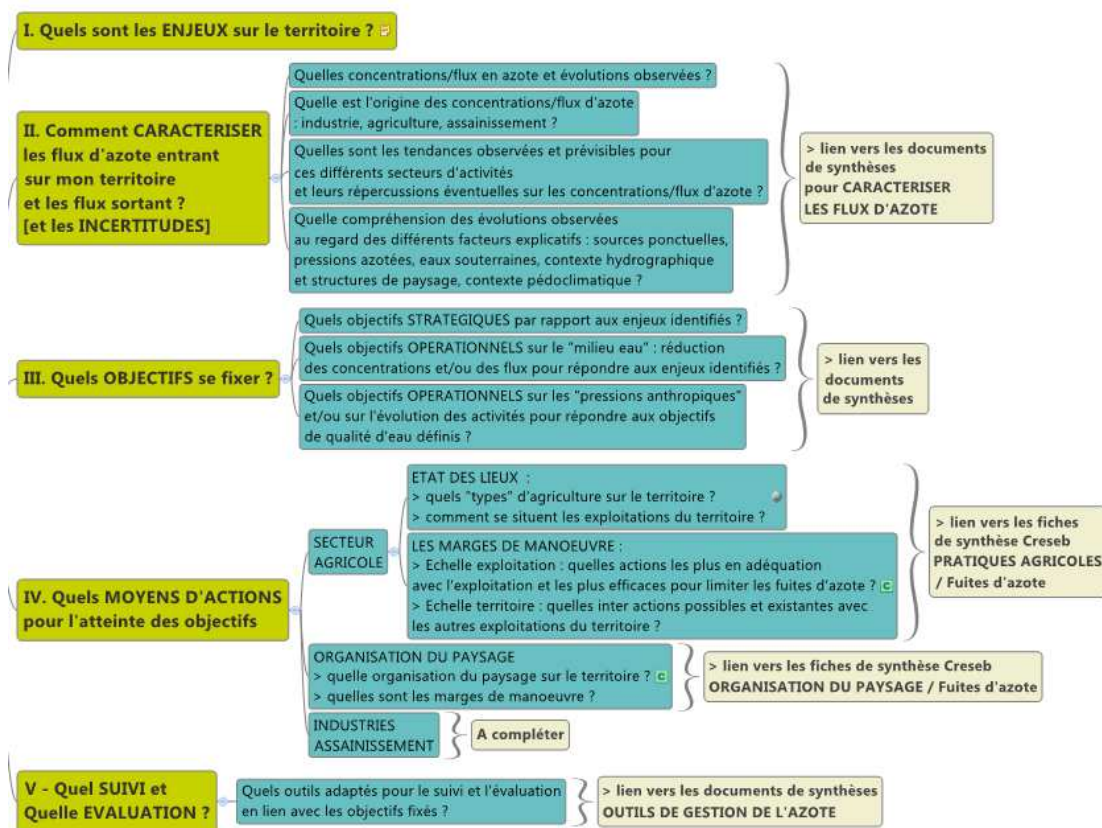 I. Quels sont les ENJEUX sur le territoire ?
II. Comment CARACTERISER
les flux d'azote entrant
sur mon territoire
et les flux sortant ?
[et les INCERTITUDES]
Quelles concentrations/flux en azote et évolutions observées ?
Quelle est l'origine des concentrations/flux d'azote
: industrie, agriculture, assainissement ?
Quelles sont les tendances observées et prévisibles pour
ces différents secteurs d'activités
et leurs répercussions éventuelles sur les concentrations/flux d'azote ?
Quelle compréhension des évolutions observées
au regard des différents facteurs explicatifs : sources ponctuelles,
pressions azotées, eaux souterraines, contexte hydrographique
et structures de paysage, contexte pédoclimatique ?
> lien vers les documents
de synthèses
pour CARACTERISER
LES FLUX D'AZOTE
III. Quels OBJECTIFS se fixer ?
Quels objectifs STRATEGIQUES par rapport aux enjeux identifiés ?
Quels objectifs OPERATIONNELS sur le "milieu eau" : réduction
des concentrations et/ou des flux pour répondre aux enjeux identifiés ?
Quels objectifs OPERATIONNELS sur les "pressions anthropiques"
et/ou sur l'évolution des activités pour répondre aux objectifs
de qualité d'eau définis ?
> lien vers les
documents
de synthèses
IV. Quels MOYENS D'ACTIONS
pour l'atteinte des objectifs
SECTEUR
AGRICOLE
ETAT DES LIEUX :
> quels "types" d'agriculture sur le territoire ?
> comment se situent les exploitations du territoire ?
LES MARGES DE MANOEUVRE :
> Echelle exploitation : quelles actions les plus en adéquation
avec l'exploitation et les plus efficaces pour limiter les fuites d'azote ? C
> Echelle territoire : quelles inter actions possibles et existantes avec
les autres exploitations du territoire ?
> lien vers les fiches
de synthèse Creseb
PRATIQUES AGRICOLES
/ Fuites d'azote
ORGANISATION DU PAYSAGE
> quelle organisation du paysage sur le territoire ? C
> quelles sont les marges de manoeuvre ?
> lien vers les fiches de synthèse Creseb
ORGANISATION DU PAYSAGE / Fuites d'azote
INDUSTRIES
ASSAINISSEMENT
A compléter
V - Quel SUIVI et
Quelle EVALUATION ?
Quels outils adaptés pour le suivi et l'évaluation
en lien avec les objectifs fixés ?
> lien vers les documents de synthèses
OUTILS DE GESTION DE L'AZOTE